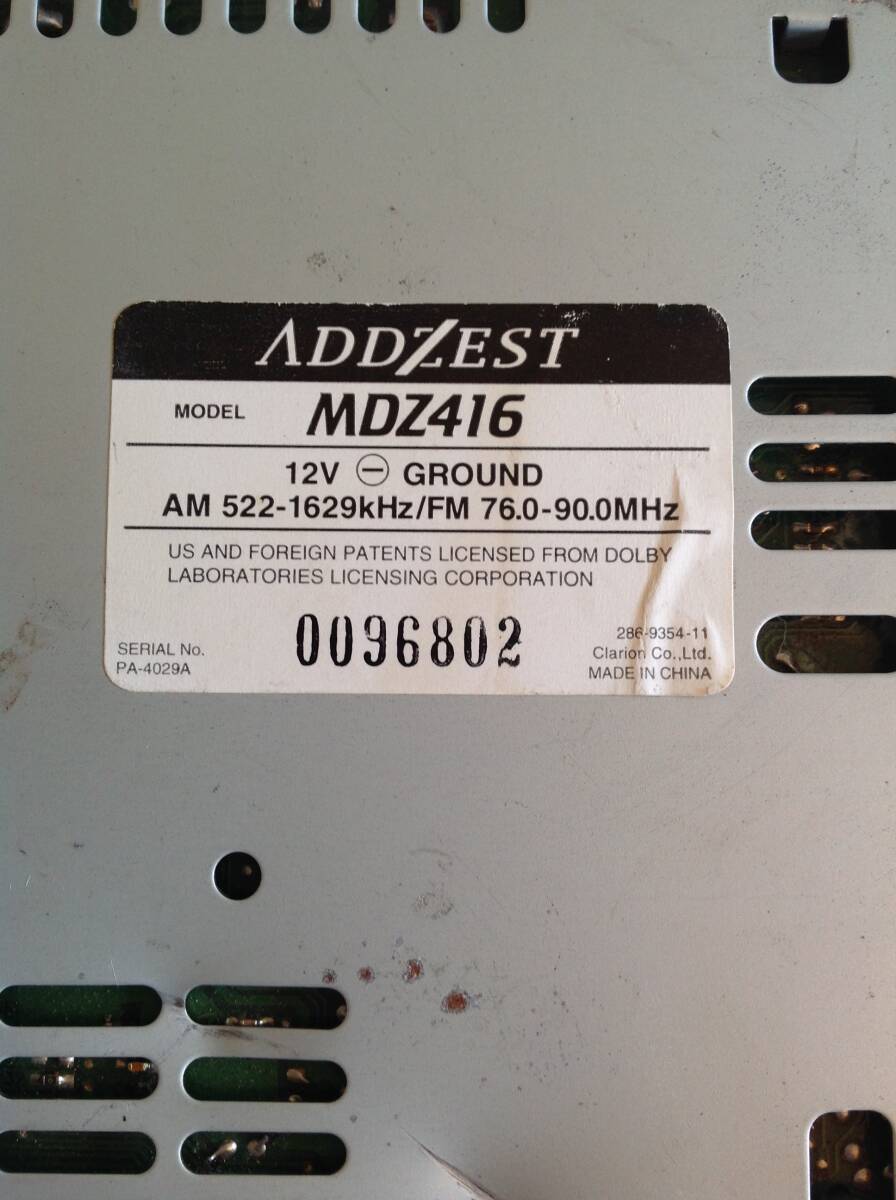 ADDZEST
MODEL MDZ416
12V ⊖ GROUND
AM 522-1629kHz/FM 76.0-90.0MHz
US AND FOREIGN PATENTS LICENSED FROM DOLBY
LABORATORIES LICENSING CORPORATION
SERIAL No.
PA-4029A
0096802
286-9354-11
Clarion Co.,Ltd.
MADE IN CHINA